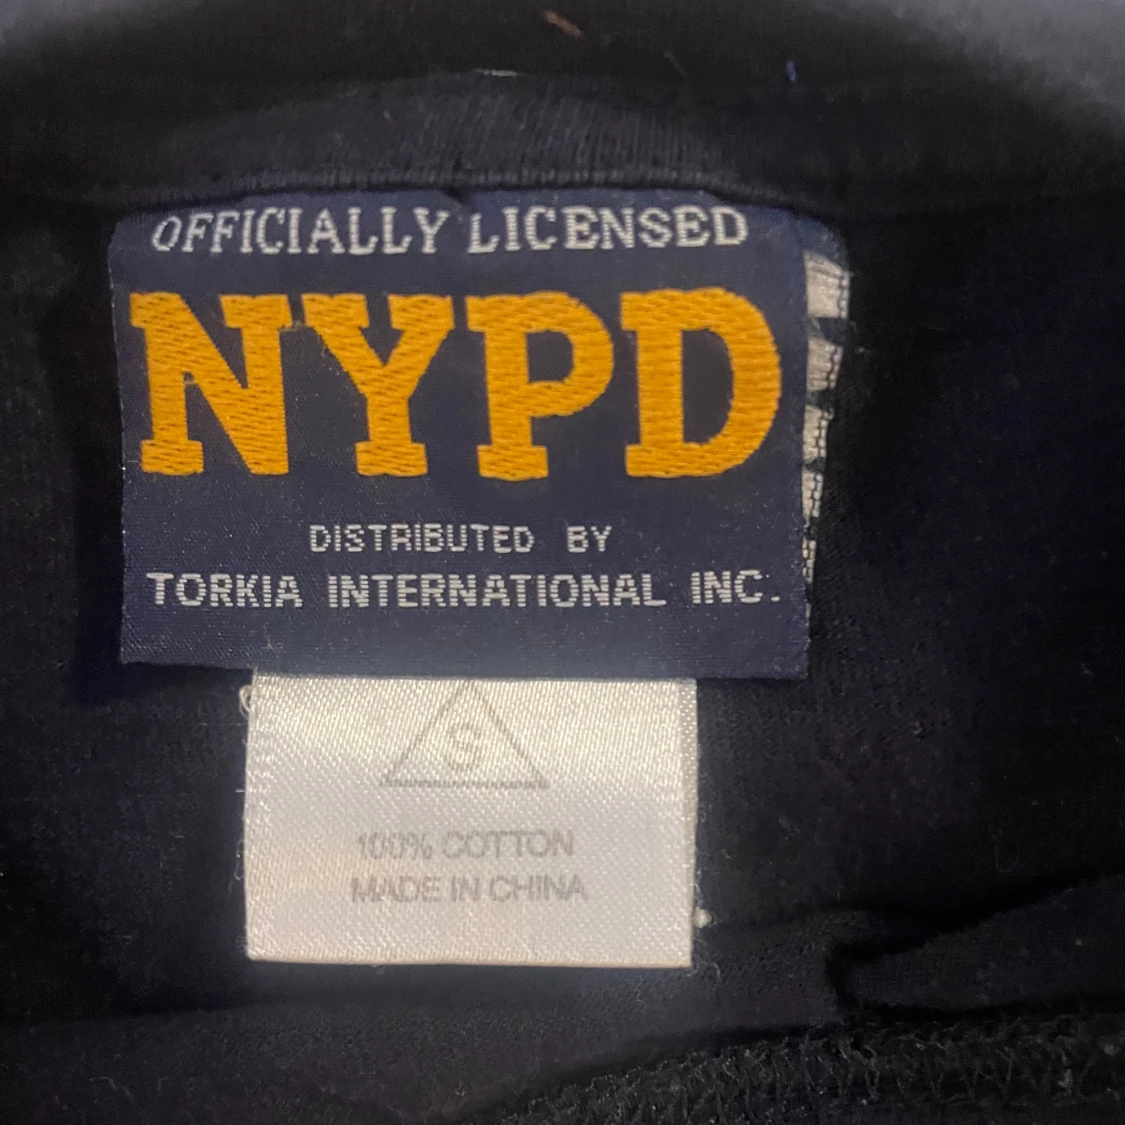 OFFICIALLY LICENSED
NYPD
DISTRIBUTED BY
TORKIA INTERNATIONAL INC.
S
100% COTTON
MADE IN CHINA